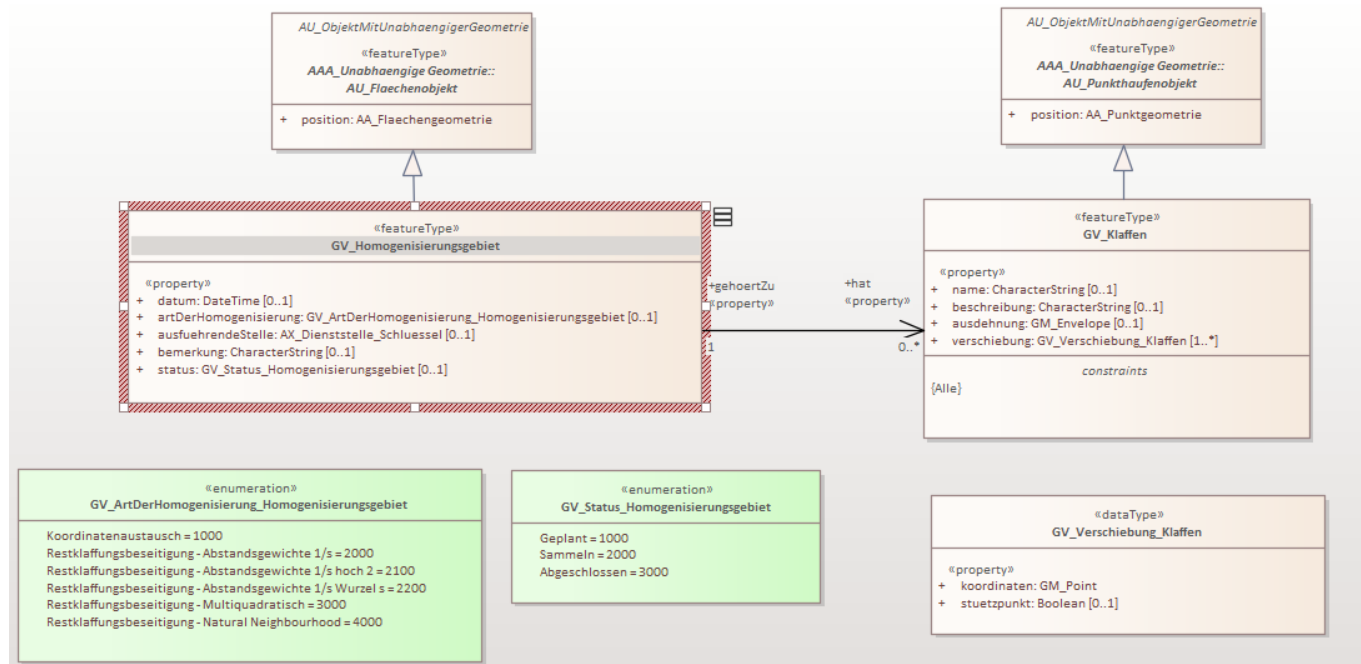 AU_ObjektMitUnabhaengigerGeometrie
«featureType»
AAA_Unabhaengige Geometrie::
AU_Flaechenobjekt
+ position: AA_Flaechengeometrie
AU_ObjektMitUnabhaengigerGeometrie
«featureType»
AAA_Unabhaengige Geometrie::
AU_Punkthaufenobjekt
+ position: AA_Punktgeometrie
«featureType»
GV_Homogenisierungsgebiet
«property»
+ datum: DateTime [0..1]
+ artDerHomogenisierung: GV_ArtDerHomogenisierung_Homogenisierungsgebiet [0..1]
+ ausfuehrendeStelle: AX_Dienststelle_Schluessel [0..1]
+ bemerkung: CharacterString [0..1]
+ status: GV_Status_Homogenisierungsgebiet [0..1]
+gehoertZu
«property»
1
+hat
«property»
0..*
«featureType»
GV_Klaffen
«property»
+ name: CharacterString [0..1]
+ beschreibung: CharacterString [0..1]
+ ausdehnung: GM_Envelope [0..1]
+ verschiebung: GV_Verschiebung_Klaffen [1..*]
constraints
{Alle}
«enumeration»
GV_ArtDerHomogenisierung_Homogenisierungsgebiet
Koordinatenaustausch = 1000
Restklaffungsbeseitigung - Abstandsgewichte 1/s = 2000
Restklaffungsbeseitigung - Abstandsgewichte 1/s hoch 2 = 2100
Restklaffungsbeseitigung - Abstandsgewichte 1/s Wurzel s = 2200
Restklaffungsbeseitigung - Multiquadratisch = 3000
Restklaffungsbeseitigung - Natural Neighbourhood = 4000
«enumeration»
GV_Status_Homogenisierungsgebiet
Geplant = 1000
Sammeln = 2000
Abgeschlossen = 3000
«dataType»
GV_Verschiebung_Klaffen
«property»
+ koordinaten: GM_Point
+ stuetzpunkt: Boolean [0..1]